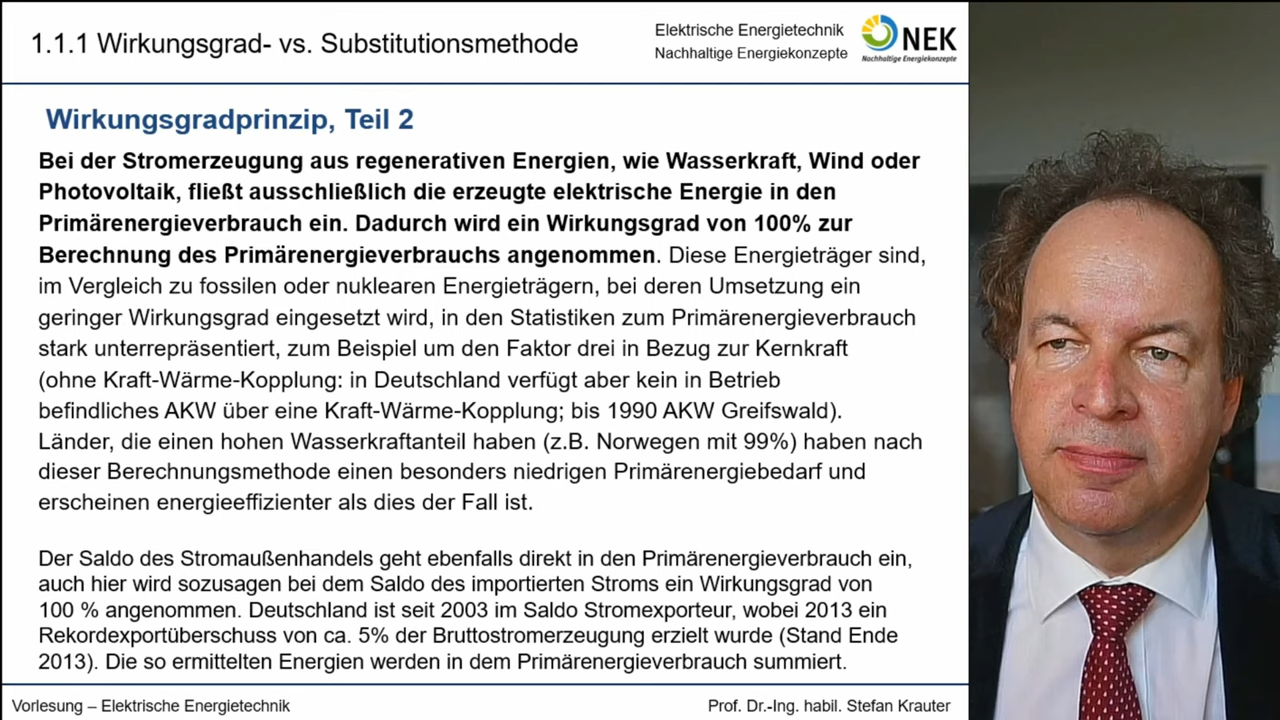 1.1.1 Wirkungsgrad- vs. Substitutionsmethode
Elektrische Energietechnik
Nachhaltige Energiekonzepte
NEK
Nachhaltige Energiekonzepte
Wirkungsgradprinzip, Teil 2
Bei der Stromerzeugung aus regenerativen Energien, wie Wasserkraft, Wind oder
Photovoltaik, fließt ausschließlich die erzeugte elektrische Energie in den
Primärenergieverbrauch ein. Dadurch wird ein Wirkungsgrad von 100% zur
Berechnung des Primärenergieverbrauchs angenommen. Diese Energieträger sind,
im Vergleich zu fossilen oder nuklearen Energieträgern, bei deren Umsetzung ein
geringer Wirkungsgrad eingesetzt wird, in den Statistiken zum Primärenergieverbrauch
stark unterrepräsentiert, zum Beispiel um den Faktor drei in Bezug zur Kernkraft
(ohne Kraft-Wärme-Kopplung: in Deutschland verfügt aber kein in Betrieb
befindliches AKW über eine Kraft-Wärme-Kopplung; bis 1990 AKW Greifswald).
Länder, die einen hohen Wasserkraftanteil haben (z.B. Norwegen mit 99%) haben nach
dieser Berechnungsmethode einen besonders niedrigen Primärenergiebedarf und
erscheinen energieeffizienter als dies der Fall ist.
Der Saldo des Stromaußenhandels geht ebenfalls direkt in den Primärenergieverbrauch ein,
auch hier wird sozusagen bei dem Saldo des importierten Stroms ein Wirkungsgrad von
100 % angenommen. Deutschland ist seit 2003 im Saldo Stromexporteur, wobei 2013 ein
Rekordexportüberschuss von ca. 5% der Bruttostromerzeugung erzielt wurde (Stand Ende
2013). Die so ermittelten Energien werden in dem Primärenergieverbrauch summiert.
Vorlesung – Elektrische Energietechnik
Prof. Dr.-Ing. habil. Stefan Krauter